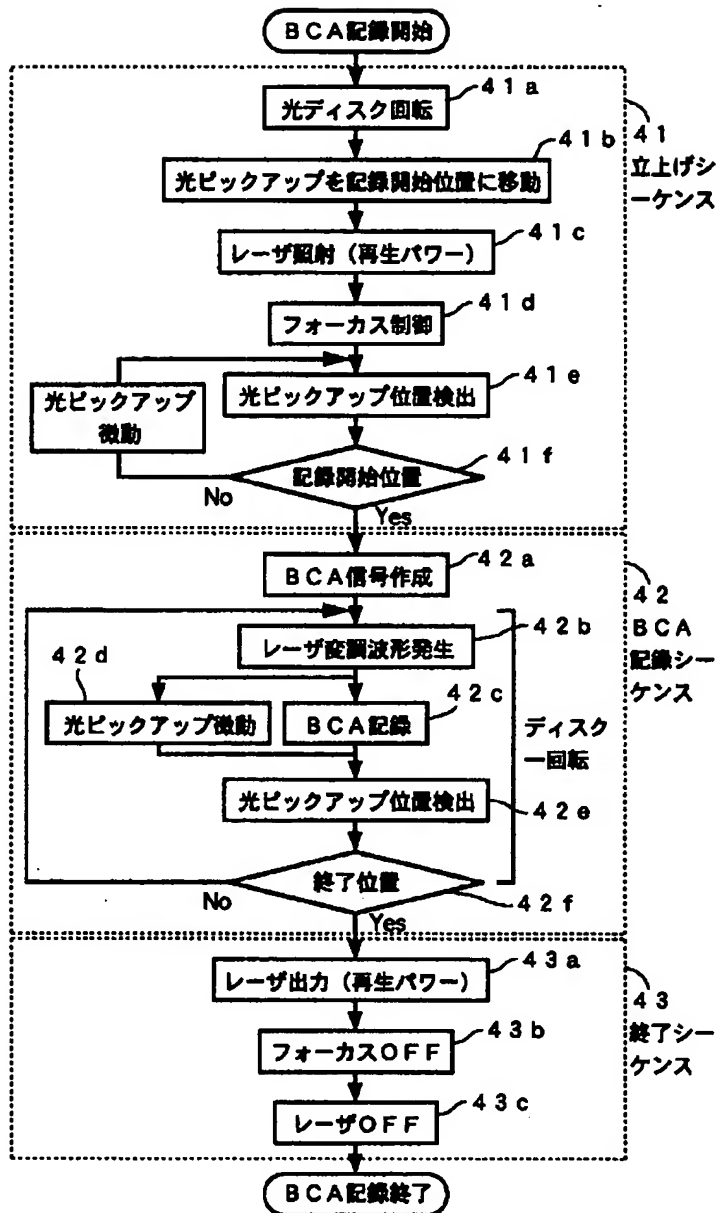 ＢＣＡ記録開始
光ディスク回転
４１ａ
光ピックアップを記録開始位置に移動
４１ｂ
４１
立上げシ
ーケンス
レーザ照射（再生パワー）
４１ｃ
フォーカス制御
４１ｄ
光ピックアップ
微動
光ピックアップ位置検出
４１ｅ
記録開始位置
４１ｆ
No
Yes
ＢＣＡ信号作成
４２ａ
４２
ＢＣＡ
記録シー
ケンス
レーザ変調波形発生
４２ｂ
４２ｄ
光ピックアップ微動
ＢＣＡ記録
４２ｃ
ディスク
一回転
光ピックアップ位置検出
４２ｅ
終了位置
４２ｆ
No
Yes
レーザ出力（再生パワー）
４３ａ
４３
終了シー
ケンス
フォーカスＯＦＦ
４３ｂ
レーザＯＦＦ
４３ｃ
ＢＣＡ記録終了